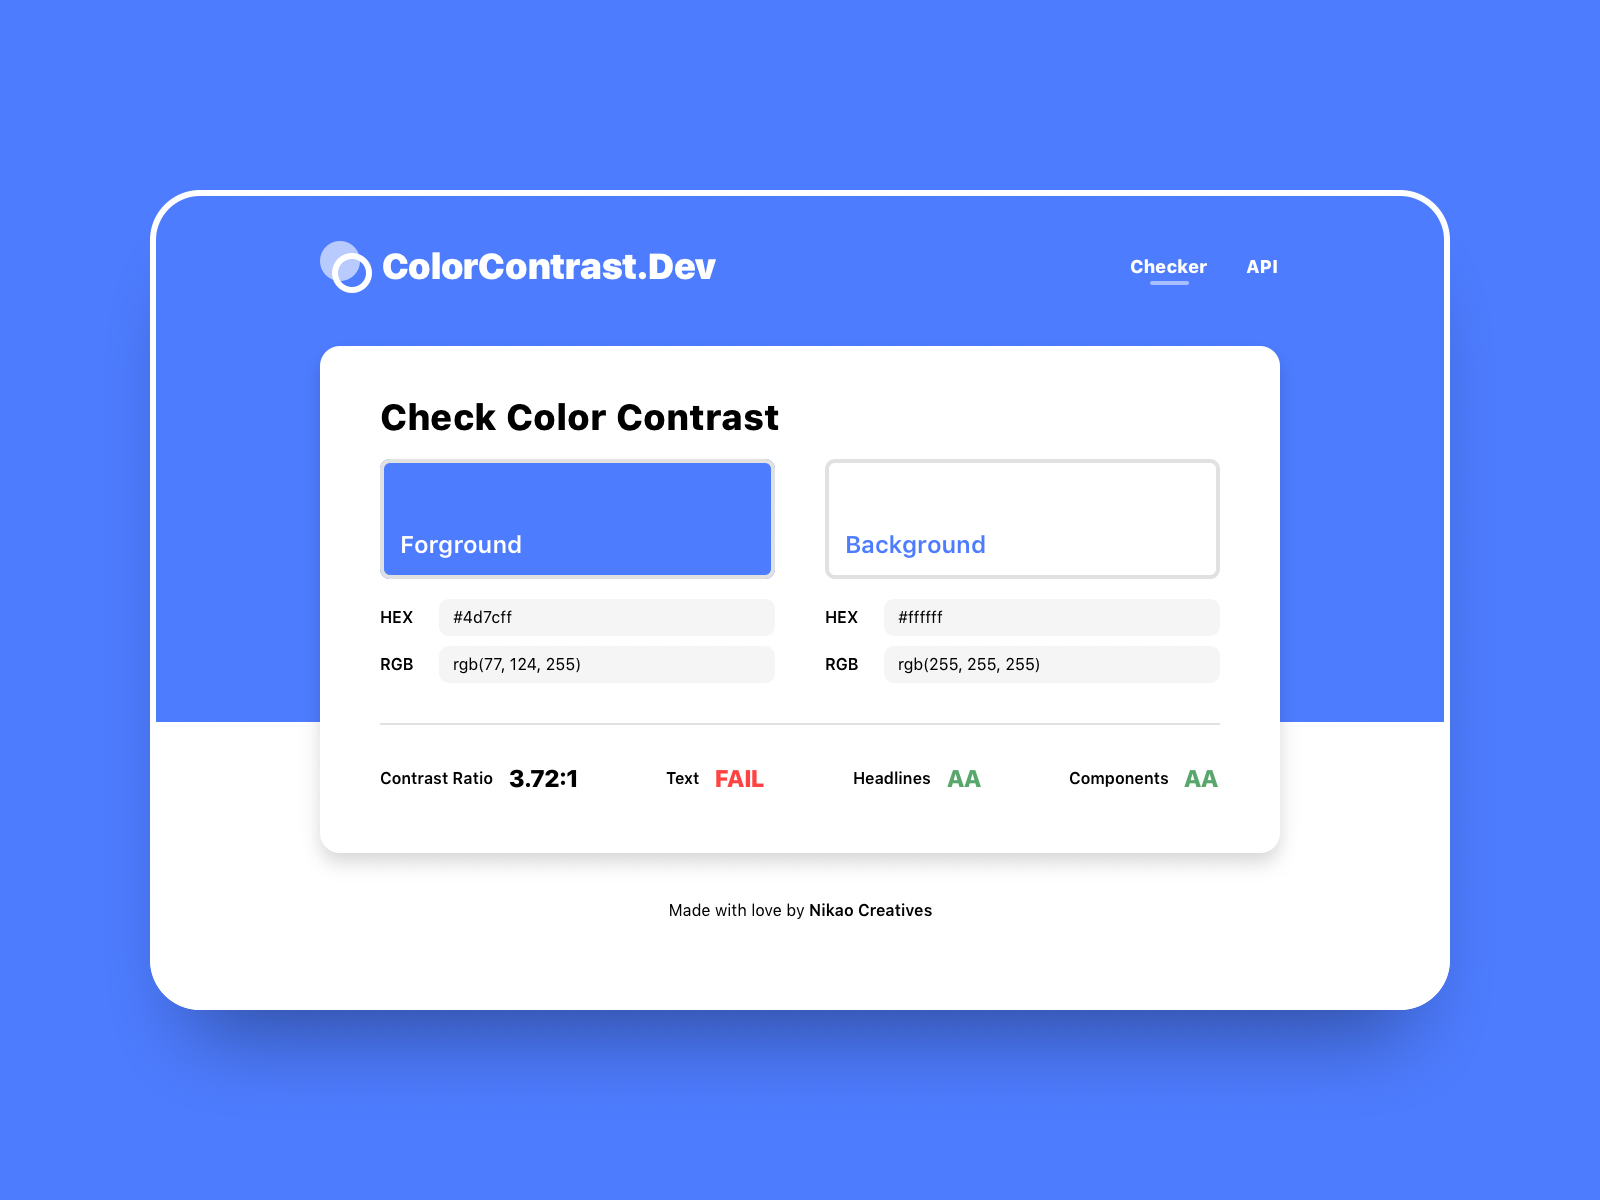 ColorContrast.Dev
Checker API
Check Color Contrast
Forground
Background
HEX #4d7cff
HEX #ffffff
RGB rgb(77, 124, 255)
RGB rgb(255, 255, 255)
Contrast Ratio 3.72:1 Text FAIL Headlines AA Components AA
Made with love by Nikao Creatives